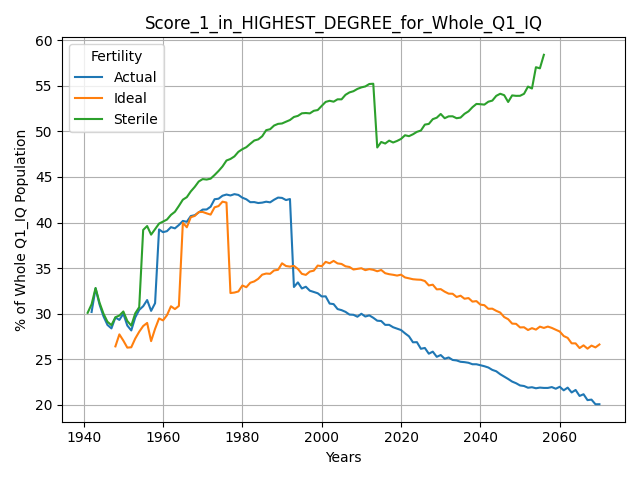 Score_1_in_HIGHEST_DEGREE_for_Whole_Q1_IQ
Fertility
Actual
Ideal
Sterile
% of Whole Q1_IQ Population
60
55
50
45
40
35
30
25
20
1940 1960 1980 2000 2020 2040 2060
Years